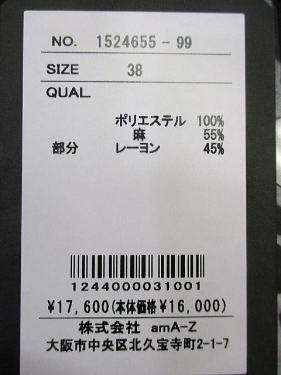 NO. 1524655-99
SIZE 38
QUAL
ポリエステル 100%
麻 55%
部分 レーヨン 45%
1244000031001
¥17,600(本体価格¥16,000)
株式会社 amA-Z
大阪市中央区北久宝寺町2-1-7